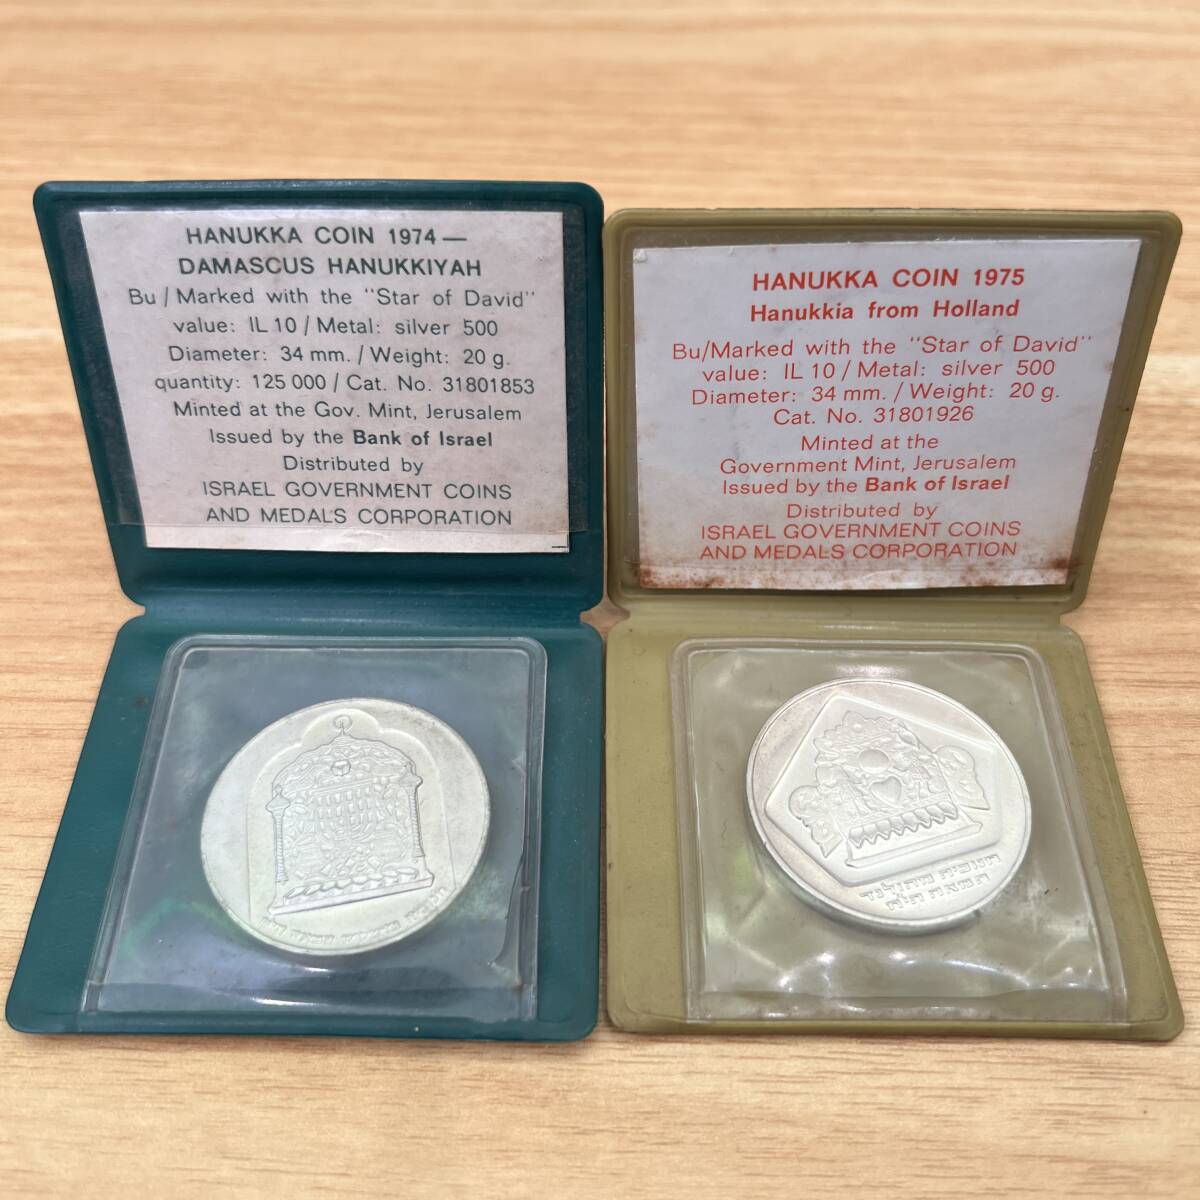 HANUKKA COIN 1974 —
DAMASCUS HANUKKIYAH
Bu / Marked with the "Star of David"
value: IL 10 / Metal: silver 500
Diameter: 34 mm. / Weight: 20 g.
quantity: 125 000 / Cat. No. 31801853
Minted at the Gov. Mint, Jerusalem
Issued by the Bank of Israel
Distributed by
ISRAEL GOVERNMENT COINS
AND MEDALS CORPORATION
HANUKKA COIN 1975
Hanukkia from Holland
Bu/Marked with the "Star of David"
value: IL 10 / Metal: silver 500
Diameter: 34 mm. / Weight: 20 g.
Cat. No. 31801926
Minted at the
Government Mint, Jerusalem
Issued by the Bank of Israel
Distributed by
ISRAEL GOVERNMENT COINS
AND MEDALS CORPORATION
חנוכיה מהולנד
המאה הי"ח